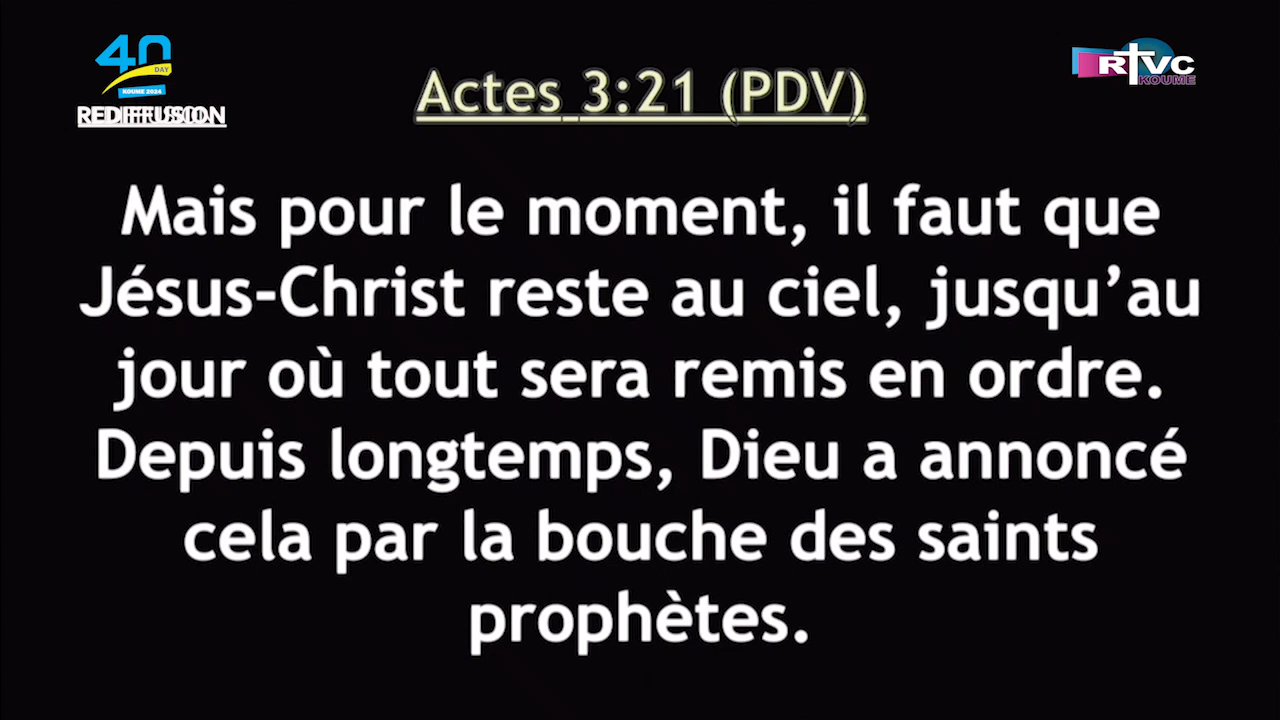 40
DAY
KOUME 2024
REDIFFUSION
RTVC
KOUME
Actes 3:21 (PDV)
Mais pour le moment, il faut que
Jésus-Christ reste au ciel, jusqu’au
jour où tout sera remis en ordre.
Depuis longtemps, Dieu a annoncé
cela par la bouche des saints
prophètes.